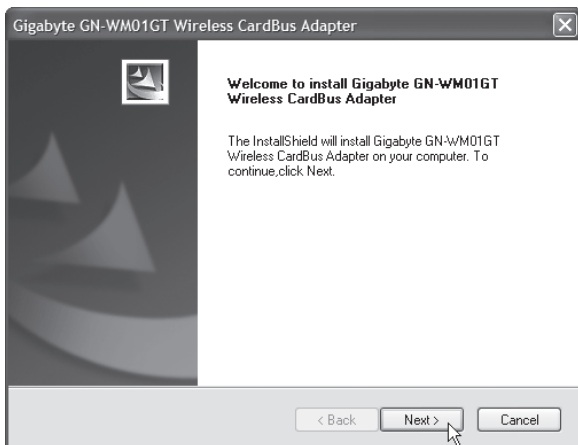 Gigabyte GN-WM01GT Wireless CardBus Adapter
Welcome to install Gigabyte GN-WM01GT
Wireless CardBus Adapter
The InstallShield will install Gigabyte GN-WM01GT
Wireless CardBus Adapter on your computer. To
continue,click Next.
< Back
Next >
Cancel